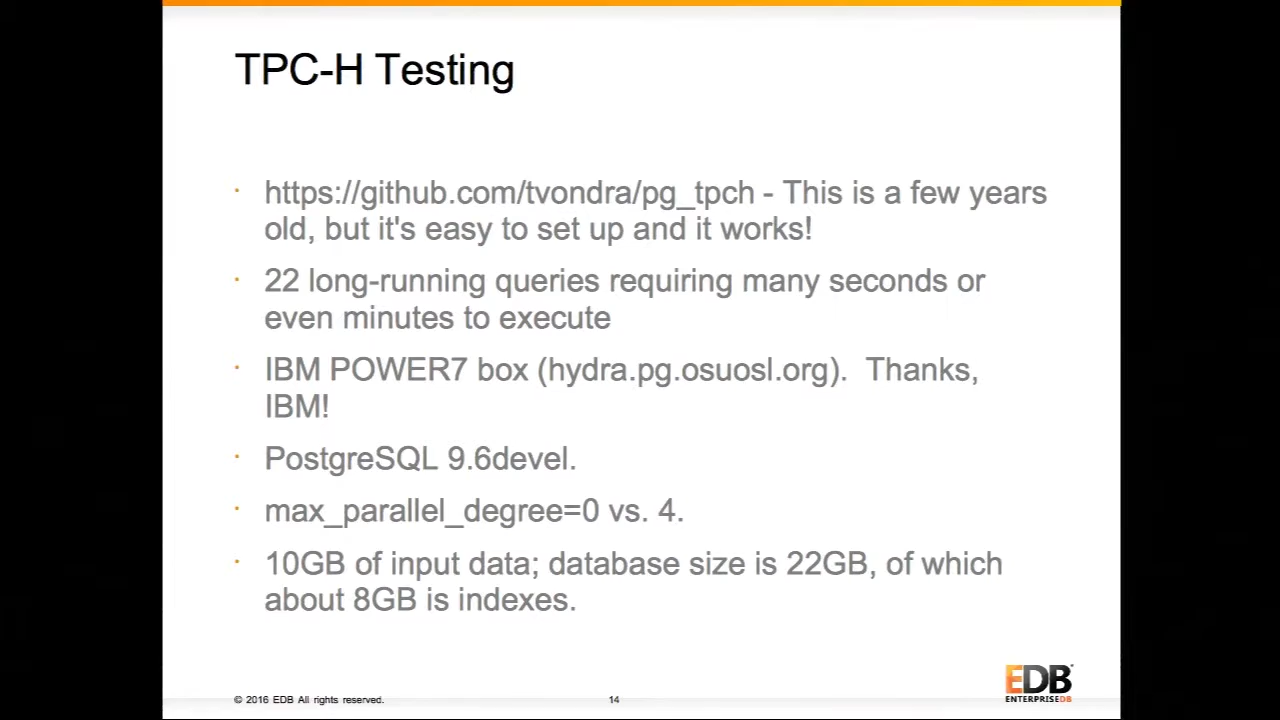 TPC-H Testing
· https://github.com/tvondra/pg_tpch - This is a few years
old, but it's easy to set up and it works!
· 22 long-running queries requiring many seconds or
even minutes to execute
· IBM POWER7 box (hydra.pg.osuosl.org).  Thanks,
IBM!
· PostgreSQL 9.6devel.
· max_parallel_degree=0 vs. 4.
· 10GB of input data; database size is 22GB, of which
about 8GB is indexes.
© 2016 EDB All rights reserved.
14
EDB
ENTERPRISEDB